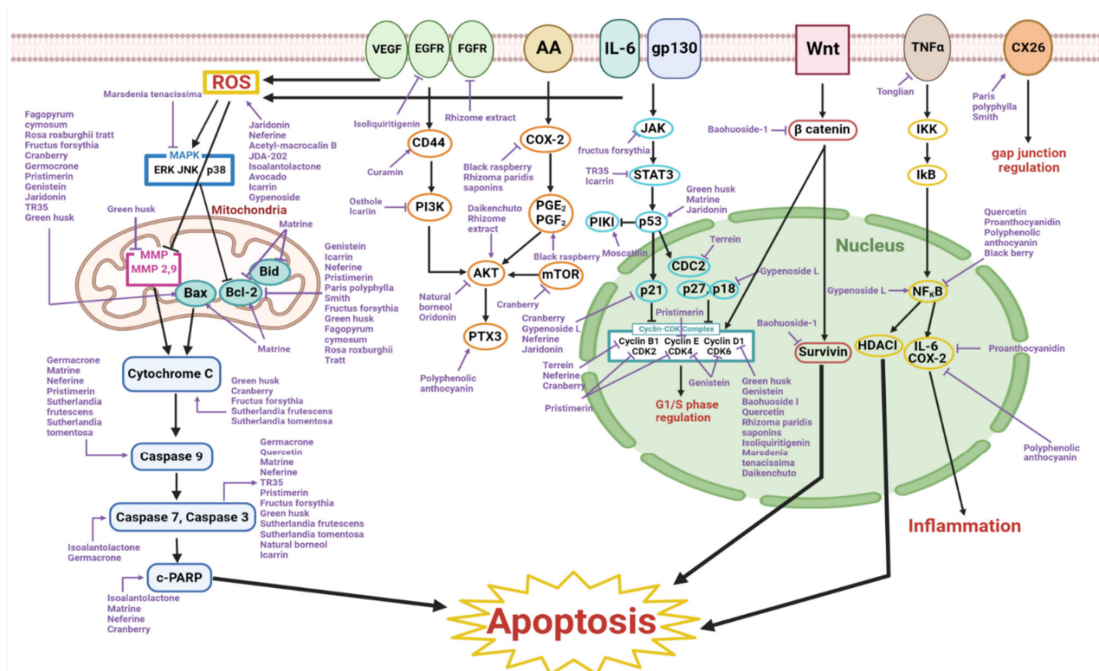 VEGF
EGFR
FGFR
AA
IL-6
gp130
Wnt
TNFα
CX26
ROS
Marsdenia tenacissima
Fagopyrum
cymosum
Rosa roxburghii tratt
Fructus forsythia
Cranberry
Germocrone
Pristimerin
Genistein
Jaridonin
TR35
Green husk
MAPK
ERK JNK p38
Jaridonin
Neferine
Acetyl-macrocalin B
JDA-202
Isoalantolactone
Avocado
Icarrin
Gypenoside
Isoliquiritigenin
Rhizome extract
CD44
Curamin
COX-2
Black raspberry
Rhizoma paridis
saponins
Osthole
Icariin
PI3K
Daikenchuto
Rhizome
extract
PGE2
PGF2
Black raspberry
AKT
mTOR
Natural
borneol
Oridonin
Cranberry
PTX3
Polyphenolic
anthocyanin
JAK
fructus forsythia
TR35
Icarrin
STAT3
Green husk
Matrine
Jaridonin
PIKI
p53
Moscatilin
CDC2
Terrein
p21
p27
p18
Gypenoside L
Cranberry
Gypenoside L
Neferine
Jaridonin
Pristimerin
Cyclin-CDK Complex
Cyclin B1
CDK2
Cyclin E
CDK4
Cyclin D1
CDK6
Terrein
Neferine
Cranberry
Pristimerin
Genistein
G1/S phase
regulation
Green husk
Genistein
Baohuoside I
Quercetin
Rhizoma paridis
saponins
Isoliquiritigenin
Marsdenia
tenacissima
Daikenchuto
Baohuoside-1
β catenin
Nucleus
Baohuoside-1
Survivin
Tonglian
IKK
IkB
Paris
polyphylla
Smith
gap junction
regulation
Quercetin
Proanthocyanidin
Polyphenolic
anthocyanin
Black berry
Gypenoside L
NFκB
HDACI
IL-6
COX-2
Proanthocyanidin
Polyphenolic
anthocyanin
Inflammation
Mitochondria
Green husk
Matrine
MMP
MMP 2,9
Bid
Bax
Bcl-2
Matrine
Genistein
Icarrin
Neferine
Pristimerin
Paris polyphylla
Smith
Fructus forsythia
Green husk
Fagopyrum
cymosum
Rosa roxburghii
Tratt
Germacrone
Matrine
Neferine
Pristimerin
Sutherlandia
frutescens
Sutherlandia
tomentosa
Cytochrome C
Green husk
Cranberry
Fructus forsythia
Sutherlandia frutescens
Sutherlandia tomentosa
Caspase 9
Germacrone
Quercetin
Matrine
Neferine
TR35
Pristimerin
Fructus forsythia
Green husk
Sutherlandia frutescens
Sutherlandia tomentosa
Natural borneol
Icarrin
Caspase 7, Caspase 3
Isoalantolactone
Germacrone
c-PARP
Isoalantolactone
Matrine
Neferine
Cranberry
Apoptosis